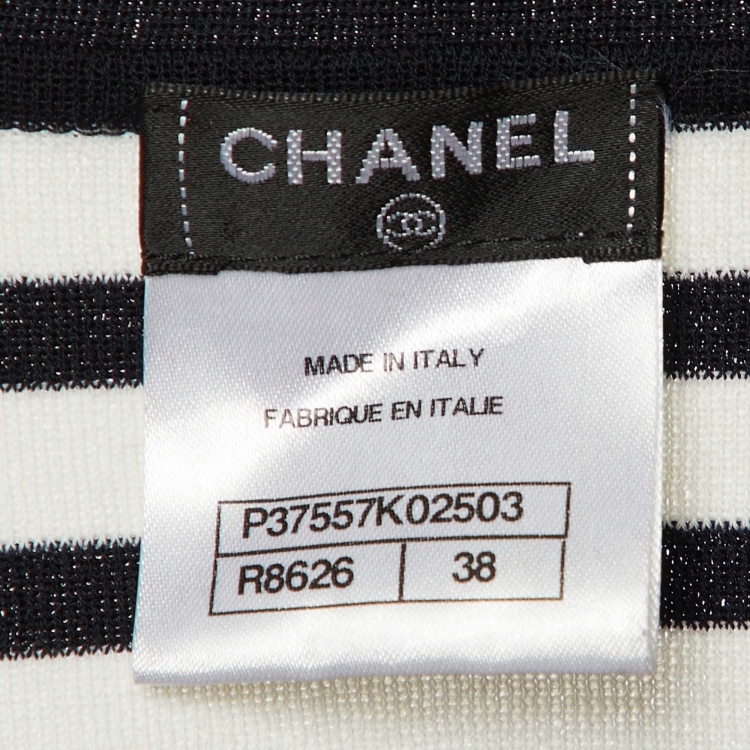 CHANEL
MADE IN ITALY
FABRIQUE EN ITALIE
P37557K02503
R8626 38